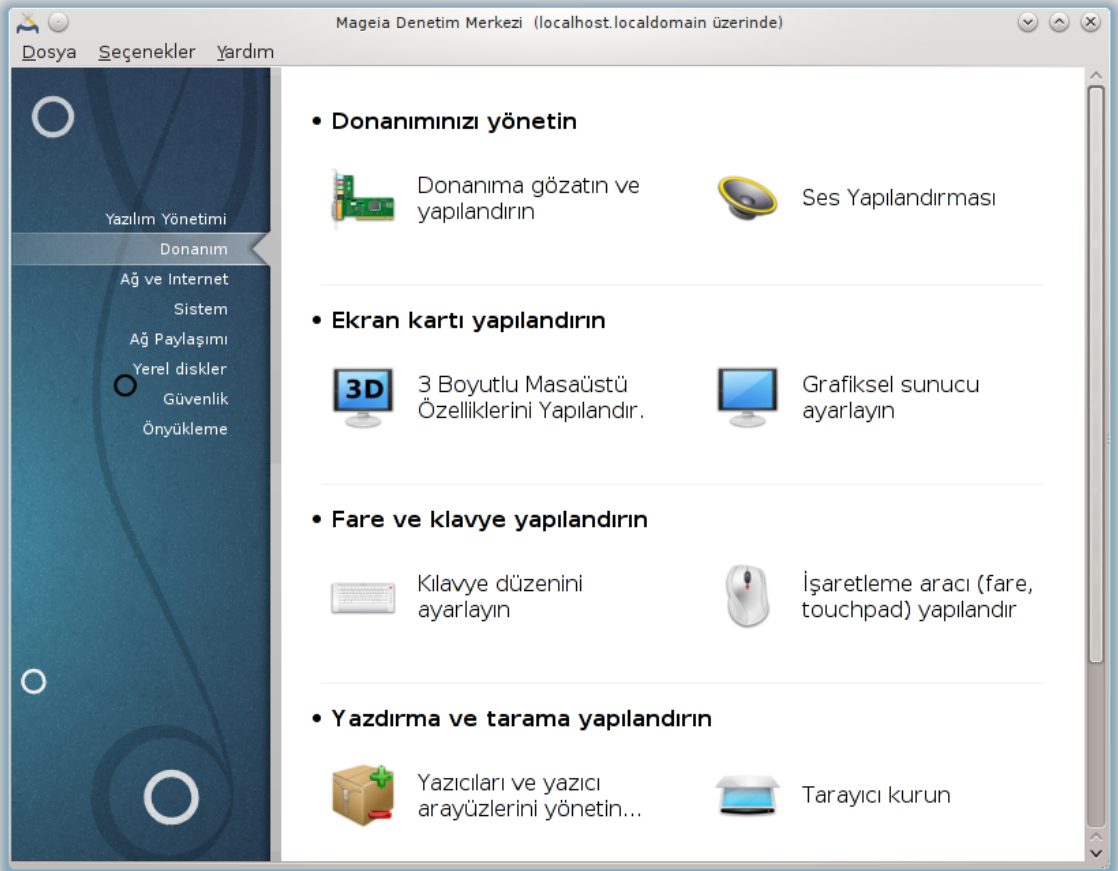 Mageia Denetim Merkezi (localhost.localdomain üzerinde)
Dosya Seçenekler Yardım
Yazılım Yönetimi
Donanım
Ağ ve Internet
Sistem
Ağ Paylaşımı
Yerel diskler
Güvenlik
Önyükleme
• Donanımınızı yönetin
Donanıma gözatın ve
yapılandırın
Ses Yapılandırması
• Ekran kartı yapılandırın
3D
3 Boyutlu Masaüstü
Özelliklerini Yapılandır.
Grafiksel sunucu
ayarlayın
• Fare ve klavye yapılandırın
Kılavye düzenini
ayarlayın
İşaretleme aracı (fare,
touchpad) yapılandır
• Yazdırma ve tarama yapılandırın
Yazıcıları ve yazıcı
arayüzlerini yönetin...
Tarayıcı kurun